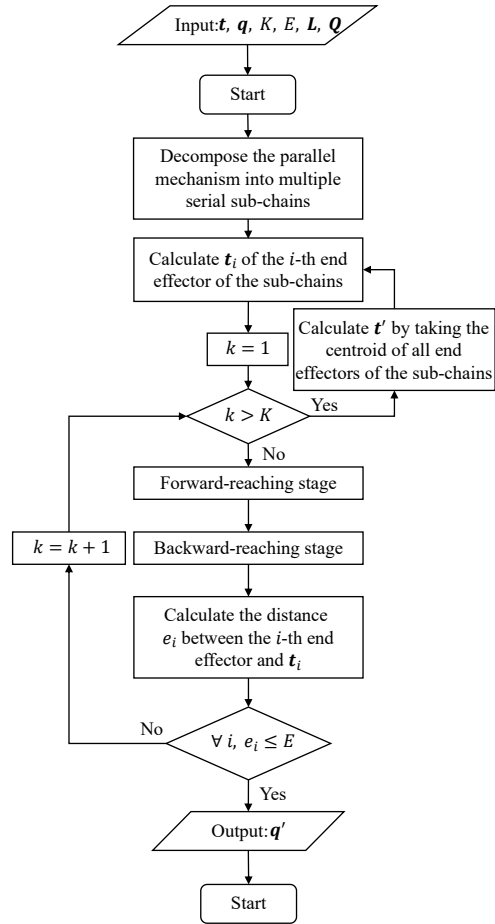 Input:t, q, K, E, L, Q
Start
Decompose the parallel
mechanism into multiple
serial sub-chains
Calculate t_i of the i-th end
effector of the sub-chains
Calculate t′ by taking the
centroid of all end
effectors of the sub-chains
k = 1
k > K
Yes
No
Forward-reaching stage
k = k + 1
Backward-reaching stage
Calculate the distance
e_i between the i-th end
effector and t_i
No
∀ i, e_i ≤ E
Yes
Output:q′
Start